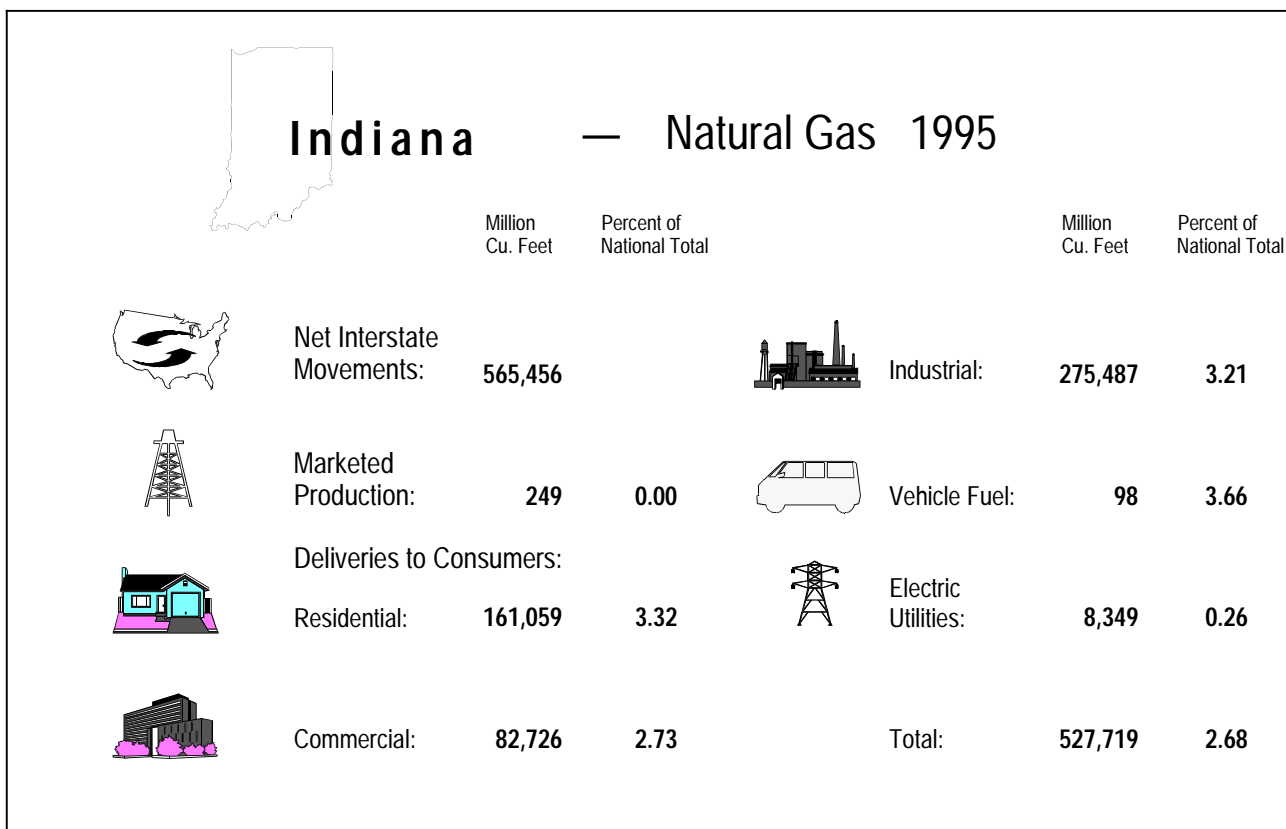 Indiana — Natural Gas 1995
Million Cu. Feet
Percent of National Total
Million Cu. Feet
Percent of National Total
Net Interstate
Movements: 565,456
Industrial: 275,487 3.21
Marketed
Production: 249 0.00
Vehicle Fuel: 98 3.66
Deliveries to Consumers:
Residential: 161,059 3.32
Electric
Utilities: 8,349 0.26
Commercial: 82,726 2.73
Total: 527,719 2.68